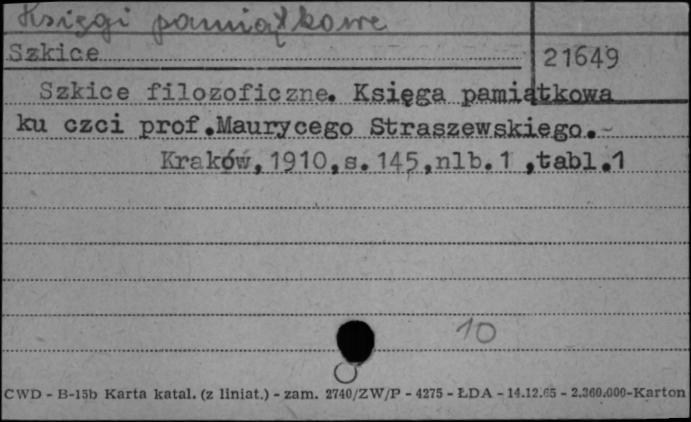 Księgi pamiątkowe
Szkice
21649
Szkice filozoficzne. Księga pamiątkowa
ku czci prof.Maurycego Straszewskiego.-
Kraków,1910,s.145,nlb.1 ,tabl.1
10
CWD - B-15b Karta katal. (z liniat.) - zam. 2740/ZW/P - 4275 - ŁDA - 14.12.65 - 2.360.000-Karton